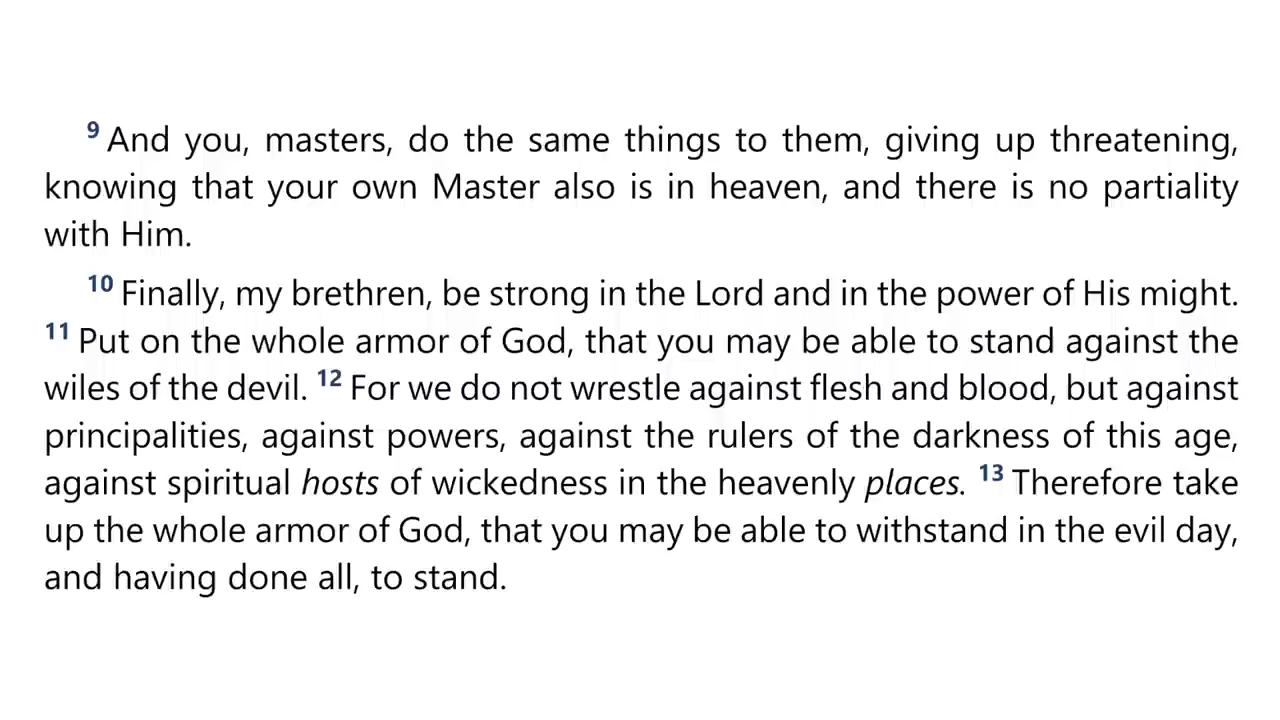 9 And you, masters, do the same things to them, giving up threatening,
knowing that your own Master also is in heaven, and there is no partiality
with Him.
10 Finally, my brethren, be strong in the Lord and in the power of His might.
11 Put on the whole armor of God, that you may be able to stand against the
wiles of the devil. 12 For we do not wrestle against flesh and blood, but against
principalities, against powers, against the rulers of the darkness of this age,
against spiritual hosts of wickedness in the heavenly places. 13 Therefore take
up the whole armor of God, that you may be able to withstand in the evil day,
and having done all, to stand.